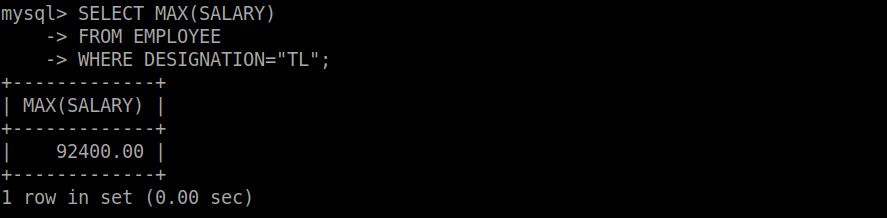 mysql> SELECT MAX(SALARY)
    -> FROM EMPLOYEE
    -> WHERE DESIGNATION="TL";
+-------------+
| MAX(SALARY) |
+-------------+
|    92400.00 |
+-------------+
1 row in set (0.00 sec)